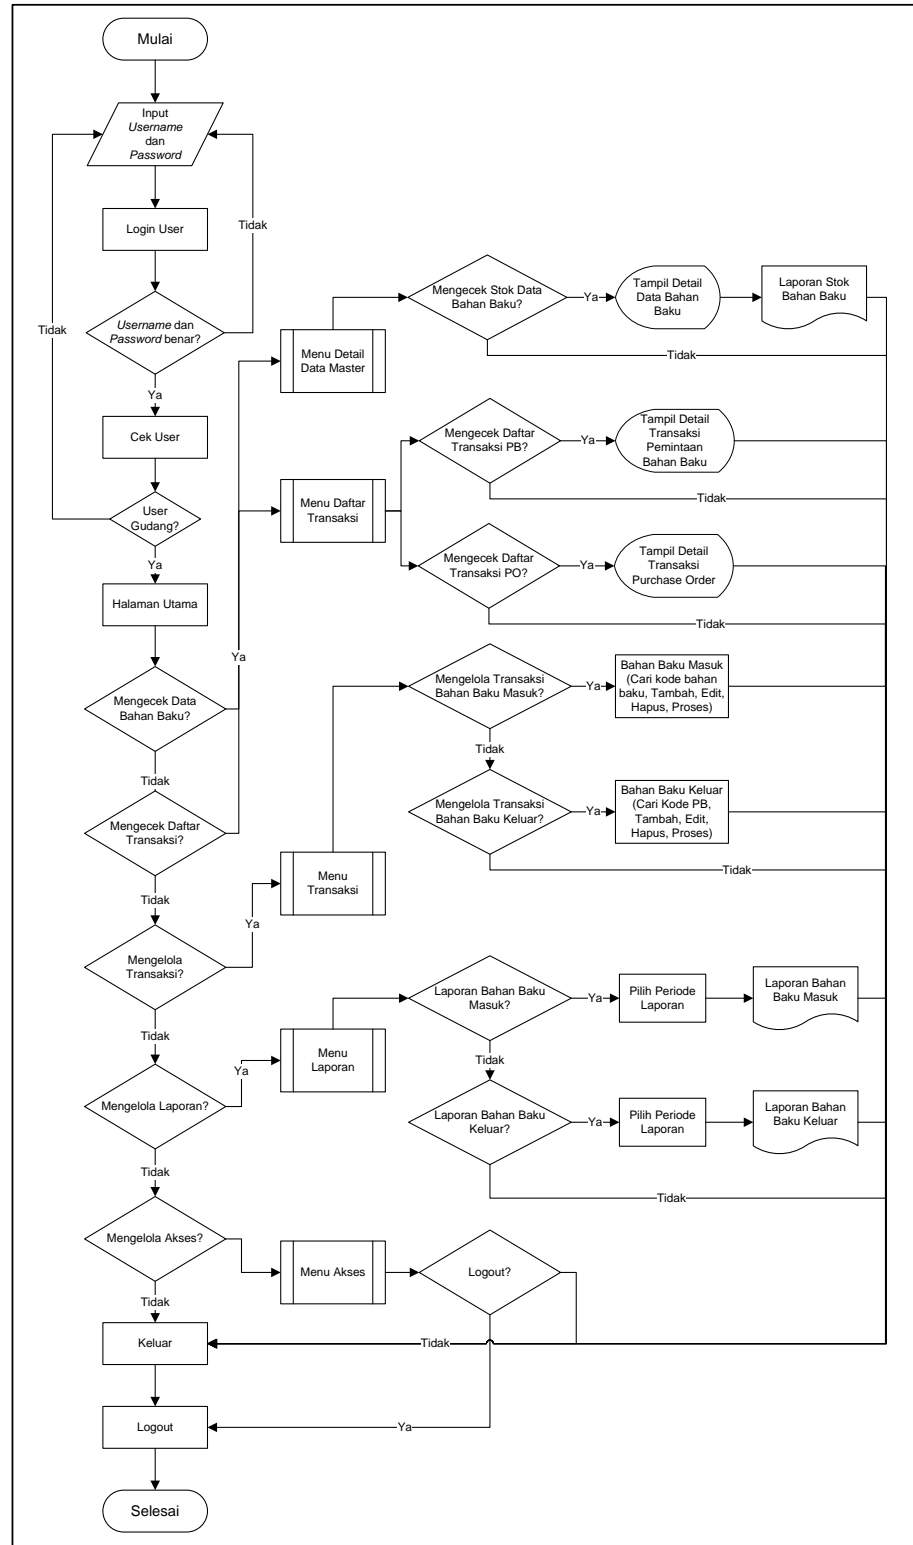 Mulai
Input
Username
dan
Password
Tidak
Login User
Tidak
Username dan
Password benar?
Ya
Cek User
User
Gudang?
Ya
Halaman Utama
Ya
Mengecek Data
Bahan Baku?
Tidak
Mengecek Daftar
Transaksi?
Tidak
Mengelola
Transaksi?
Ya
Tidak
Mengelola Laporan?
Ya
Tidak
Mengelola Akses?
Tidak
Keluar
Logout
Selesai
Menu Detail
Data Master
Mengecek Stok Data
Bahan Baku?
Ya
Tampil Detail
Data Bahan
Baku
Laporan Stok
Bahan Baku
Tidak
Menu Daftar
Transaksi
Mengecek Daftar
Transaksi PB?
Ya
Tampil Detail
Transaksi
Pemintaan
Bahan Baku
Tidak
Mengecek Daftar
Transaksi PO?
Ya
Tampil Detail
Transaksi
Purchase Order
Tidak
Menu
Transaksi
Mengelola Transaksi
Bahan Baku Masuk?
Ya
Bahan Baku Masuk
(Cari kode bahan
baku, Tambah, Edit,
Hapus, Proses)
Tidak
Mengelola Transaksi
Bahan Baku Keluar?
Ya
Bahan Baku Keluar
(Cari Kode PB,
Tambah, Edit,
Hapus, Proses)
Tidak
Menu
Laporan
Laporan Bahan Baku
Masuk?
Ya
Pilih Periode
Laporan
Laporan Bahan
Baku Masuk
Tidak
Laporan Bahan Baku
Keluar?
Ya
Pilih Periode
Laporan
Laporan Bahan
Baku Keluar
Tidak
Menu Akses
Logout?
Tidak
Ya